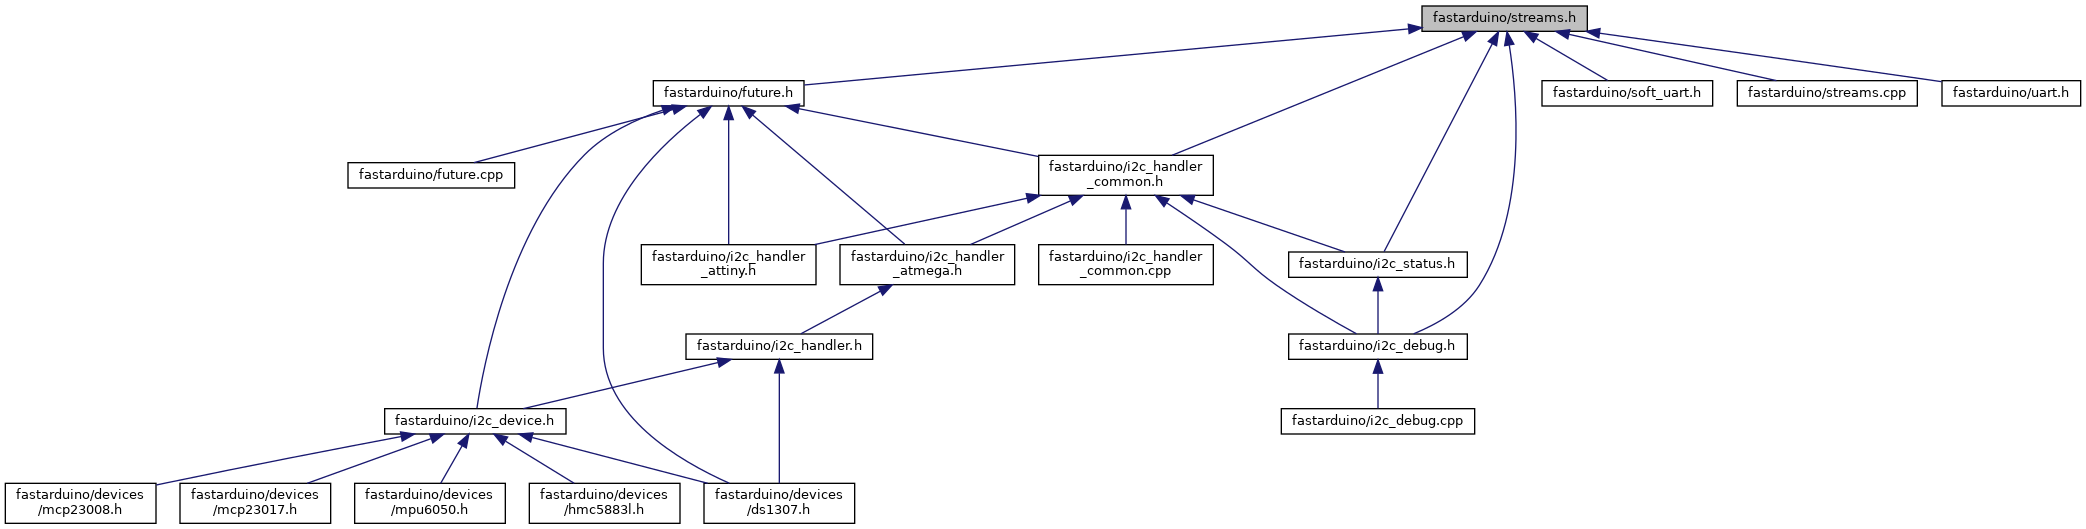 fastarduino/streams.h
fastarduino/future.h
fastarduino/soft_uart.h
fastarduino/streams.cpp
fastarduino/uart.h
fastarduino/future.cpp
fastarduino/i2c_handler
_common.h
fastarduino/i2c_handler
_attiny.h
fastarduino/i2c_handler
_atmega.h
fastarduino/i2c_handler
_common.cpp
fastarduino/i2c_status.h
fastarduino/i2c_handler.h
fastarduino/i2c_debug.h
fastarduino/i2c_device.h
fastarduino/i2c_debug.cpp
fastarduino/devices
/mcp23008.h
fastarduino/devices
/mcp23017.h
fastarduino/devices
/mpu6050.h
fastarduino/devices
/hmc5883l.h
fastarduino/devices
/ds1307.h